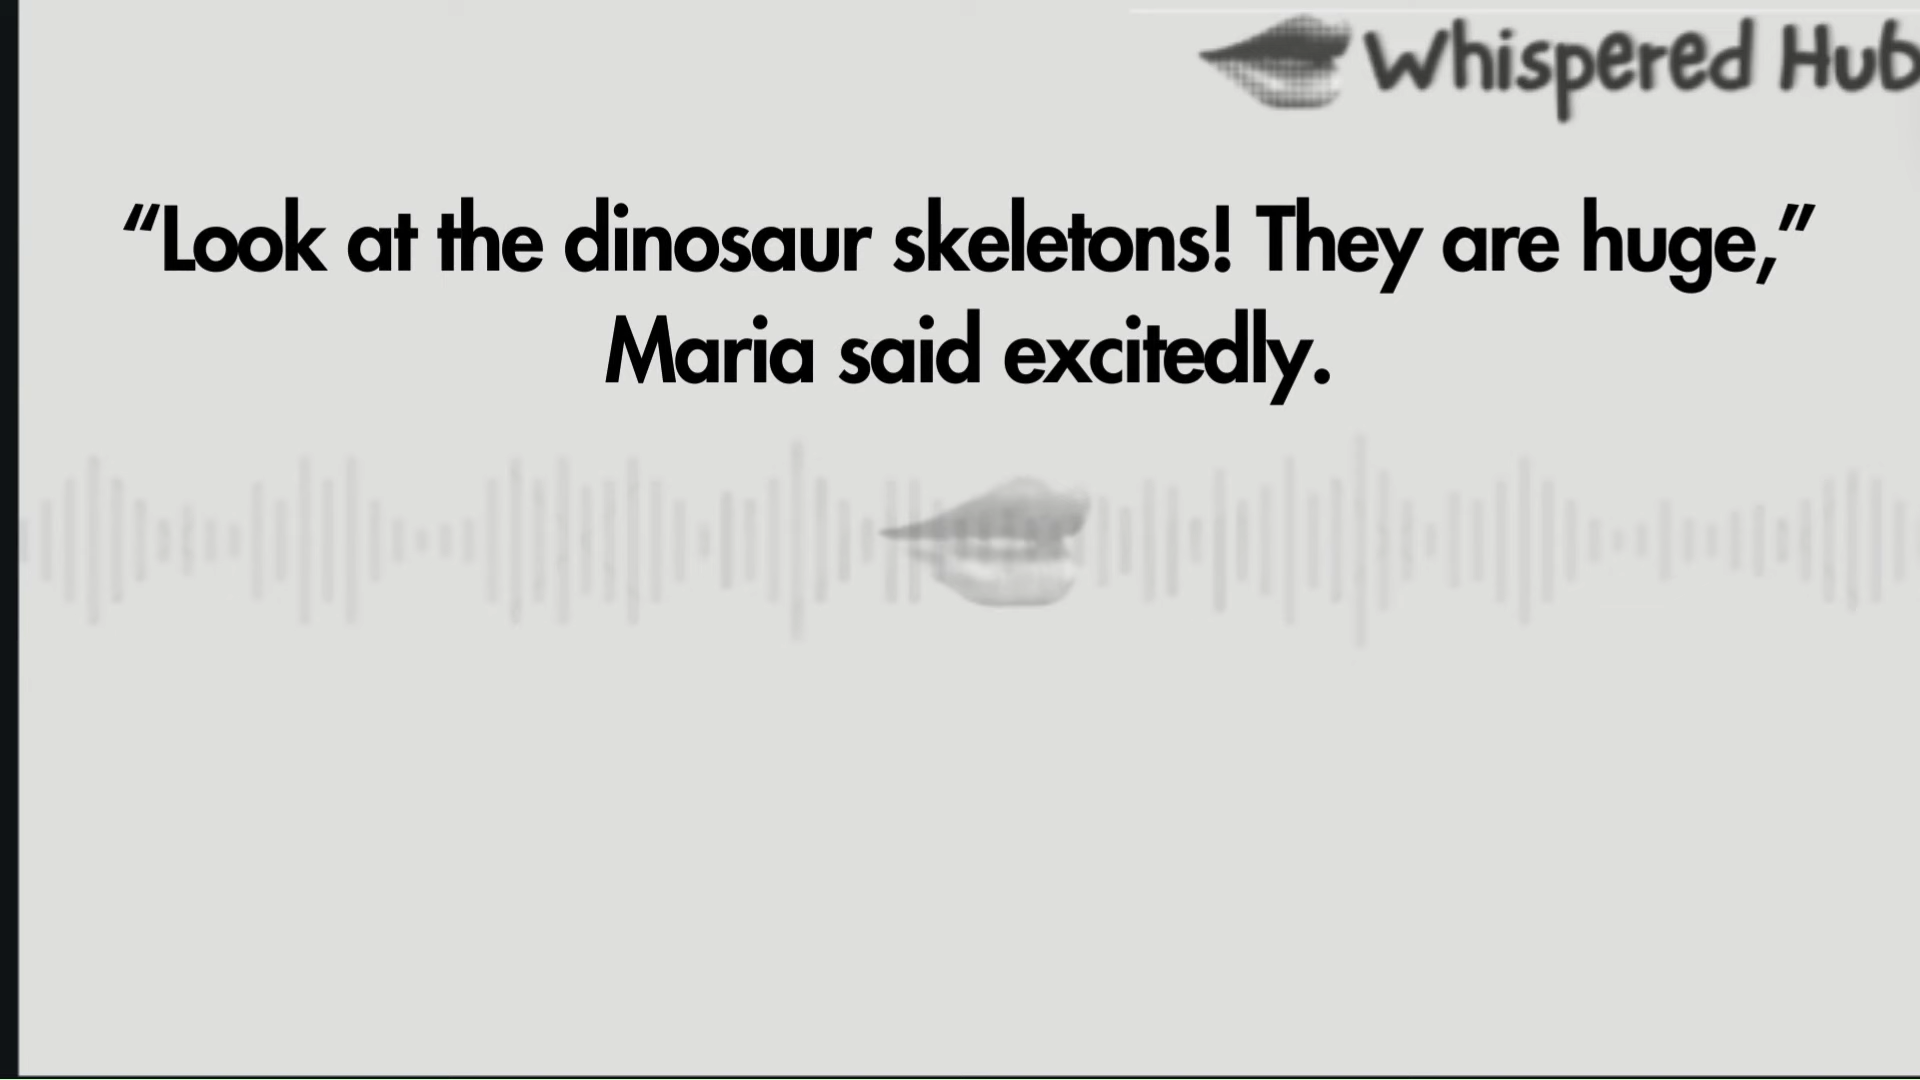 Whispered Hub
“Look at the dinosaur skeletons! They are huge,”
Maria said excitedly.